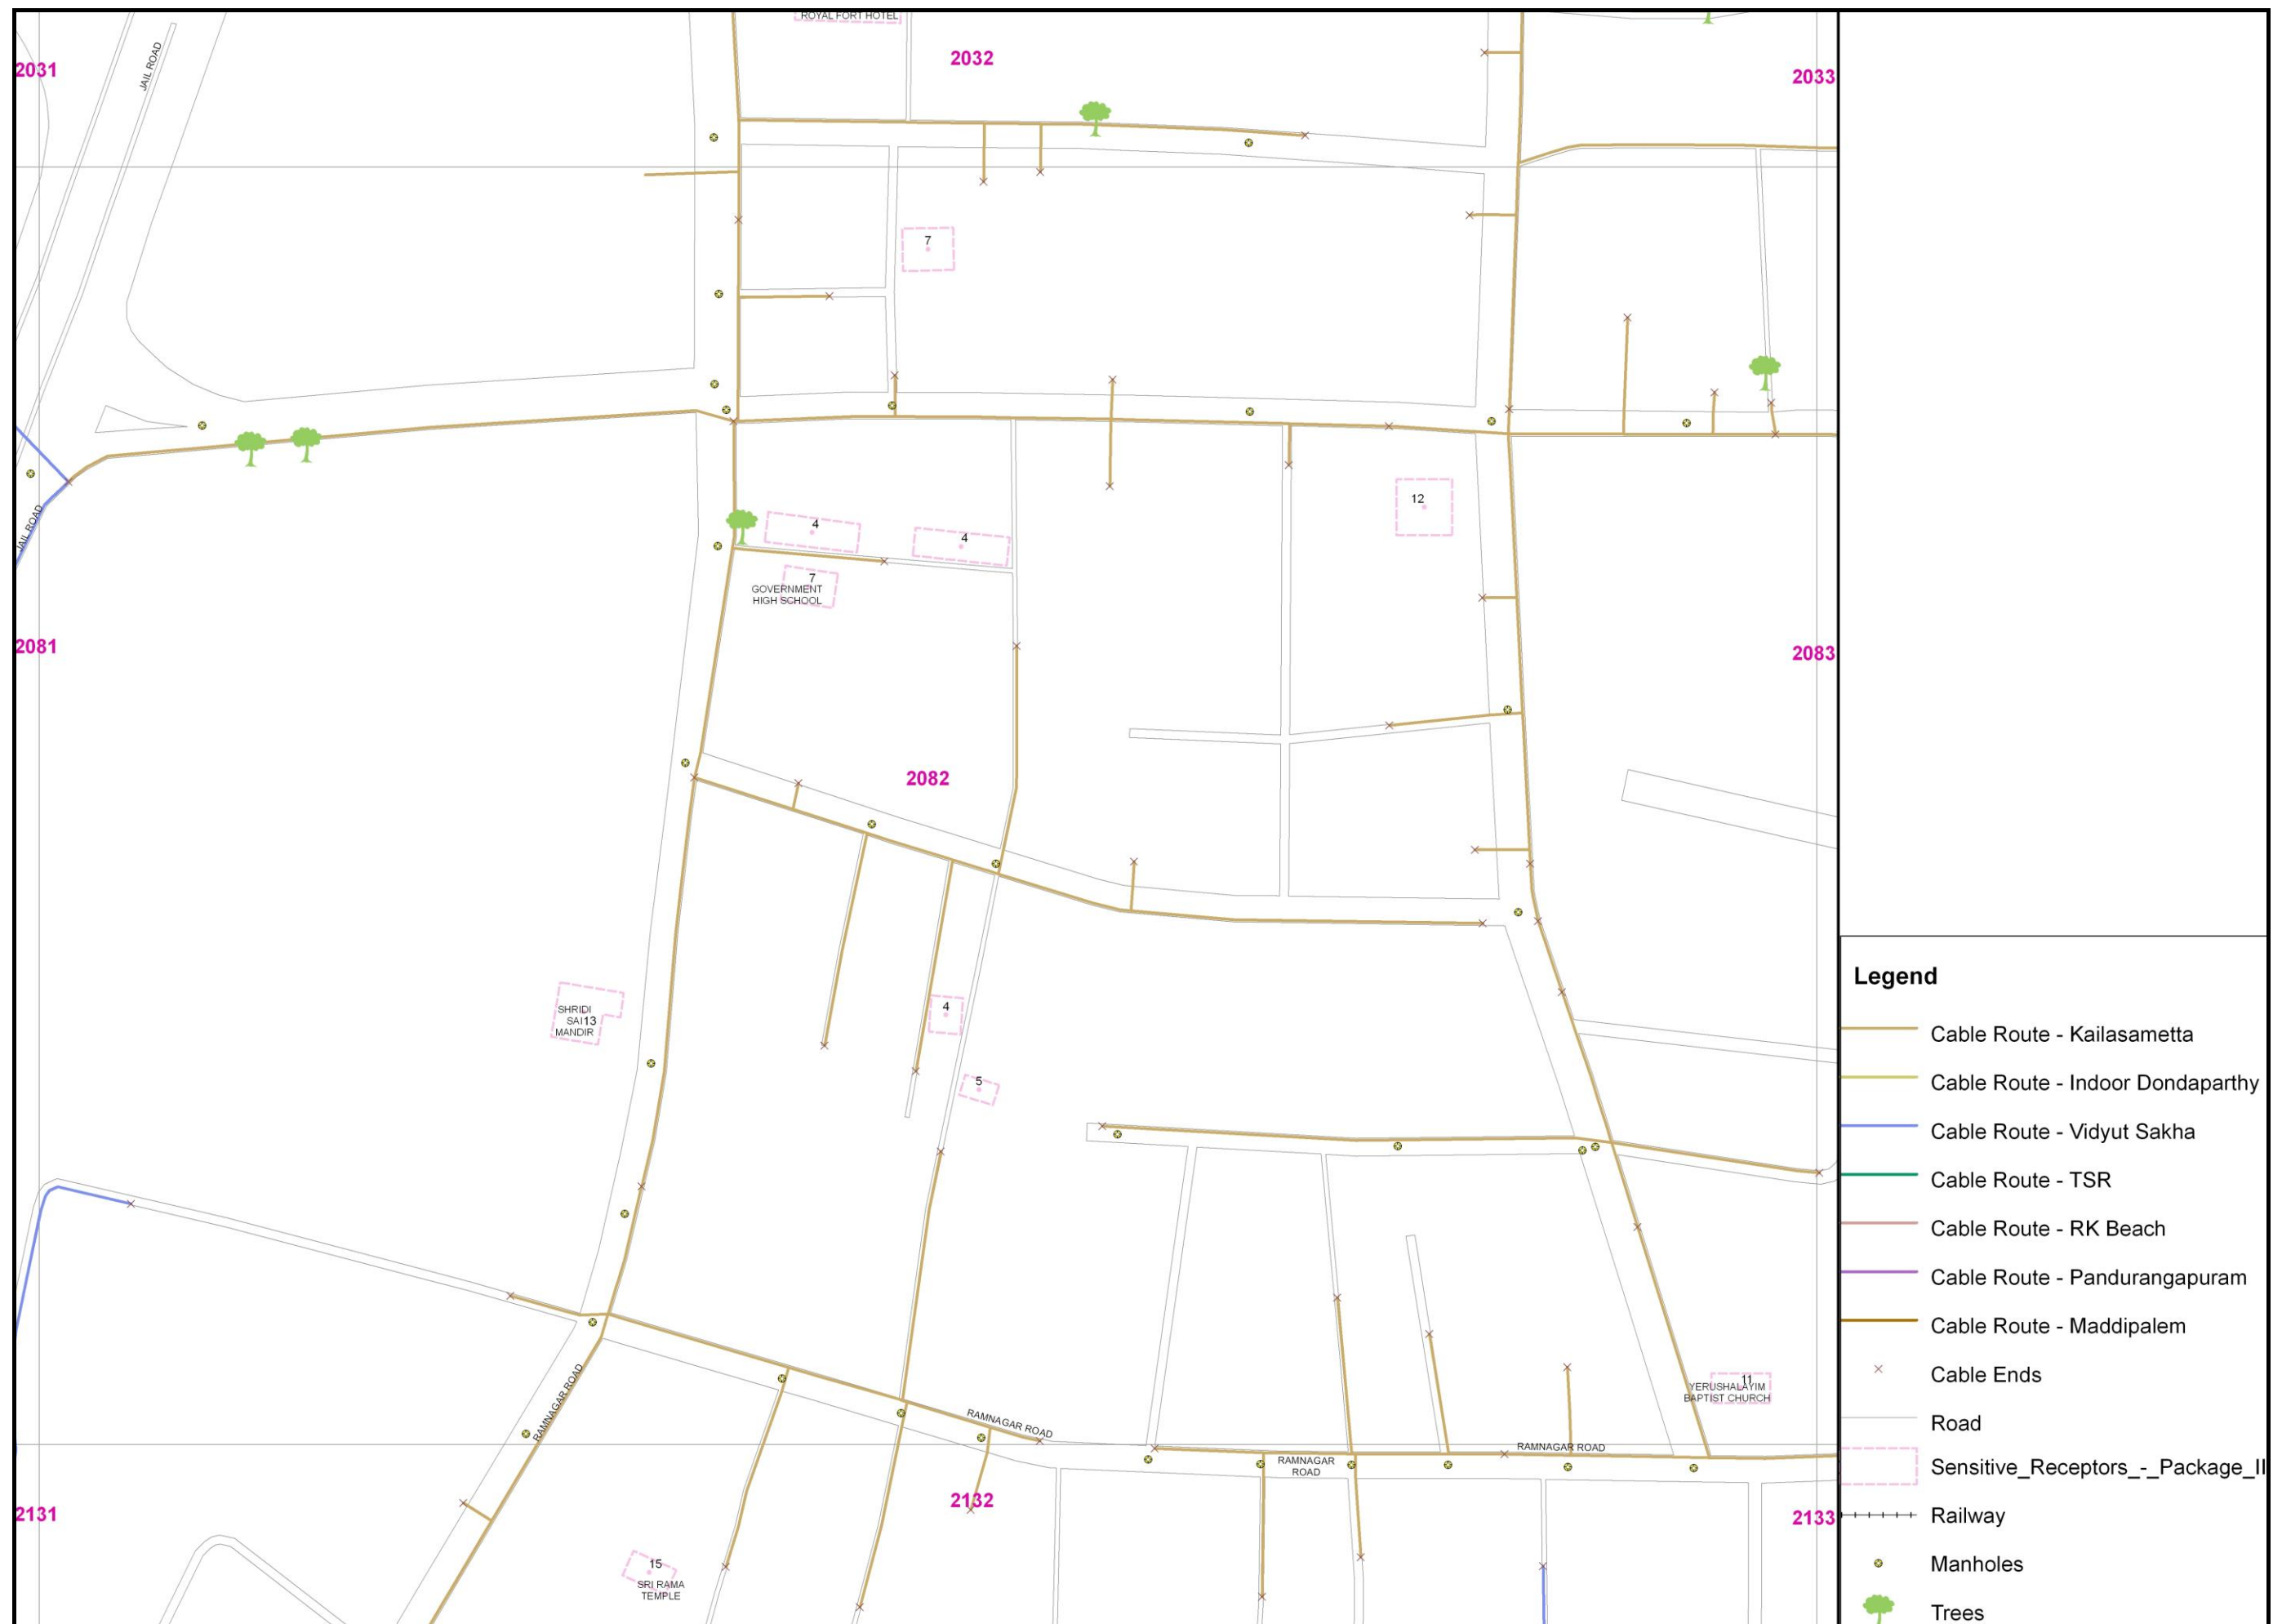 ROYAL FORT HOTEL
2031
2032
2033
JAIL ROAD
7
12
4
4
7
GOVERNMENT
HIGH SCHOOL
JAIL ROAD
2081
2083
2082
SHRIDI
SAI13
MANDIR
4
5
11
YERUSHALAYIM
BAPTIST CHURCH
RAMNAGAR ROAD
RAMNAGAR ROAD
RAMNAGAR ROAD
RAMNAGAR
ROAD
2131
2132
2133
15
SRI RAMA
TEMPLE
Legend
Cable Route - Kailasametta
Cable Route - Indoor Dondaparthy
Cable Route - Vidyut Sakha
Cable Route - TSR
Cable Route - RK Beach
Cable Route - Pandurangapuram
Cable Route - Maddipalem
Cable Ends
Road
Sensitive_Receptors_-_Package_II
Railway
Manholes
Trees